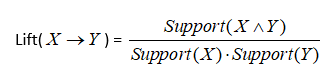 Lift( X → Y ) = Support(X ∧ Y) / Support(X)·Support(Y)